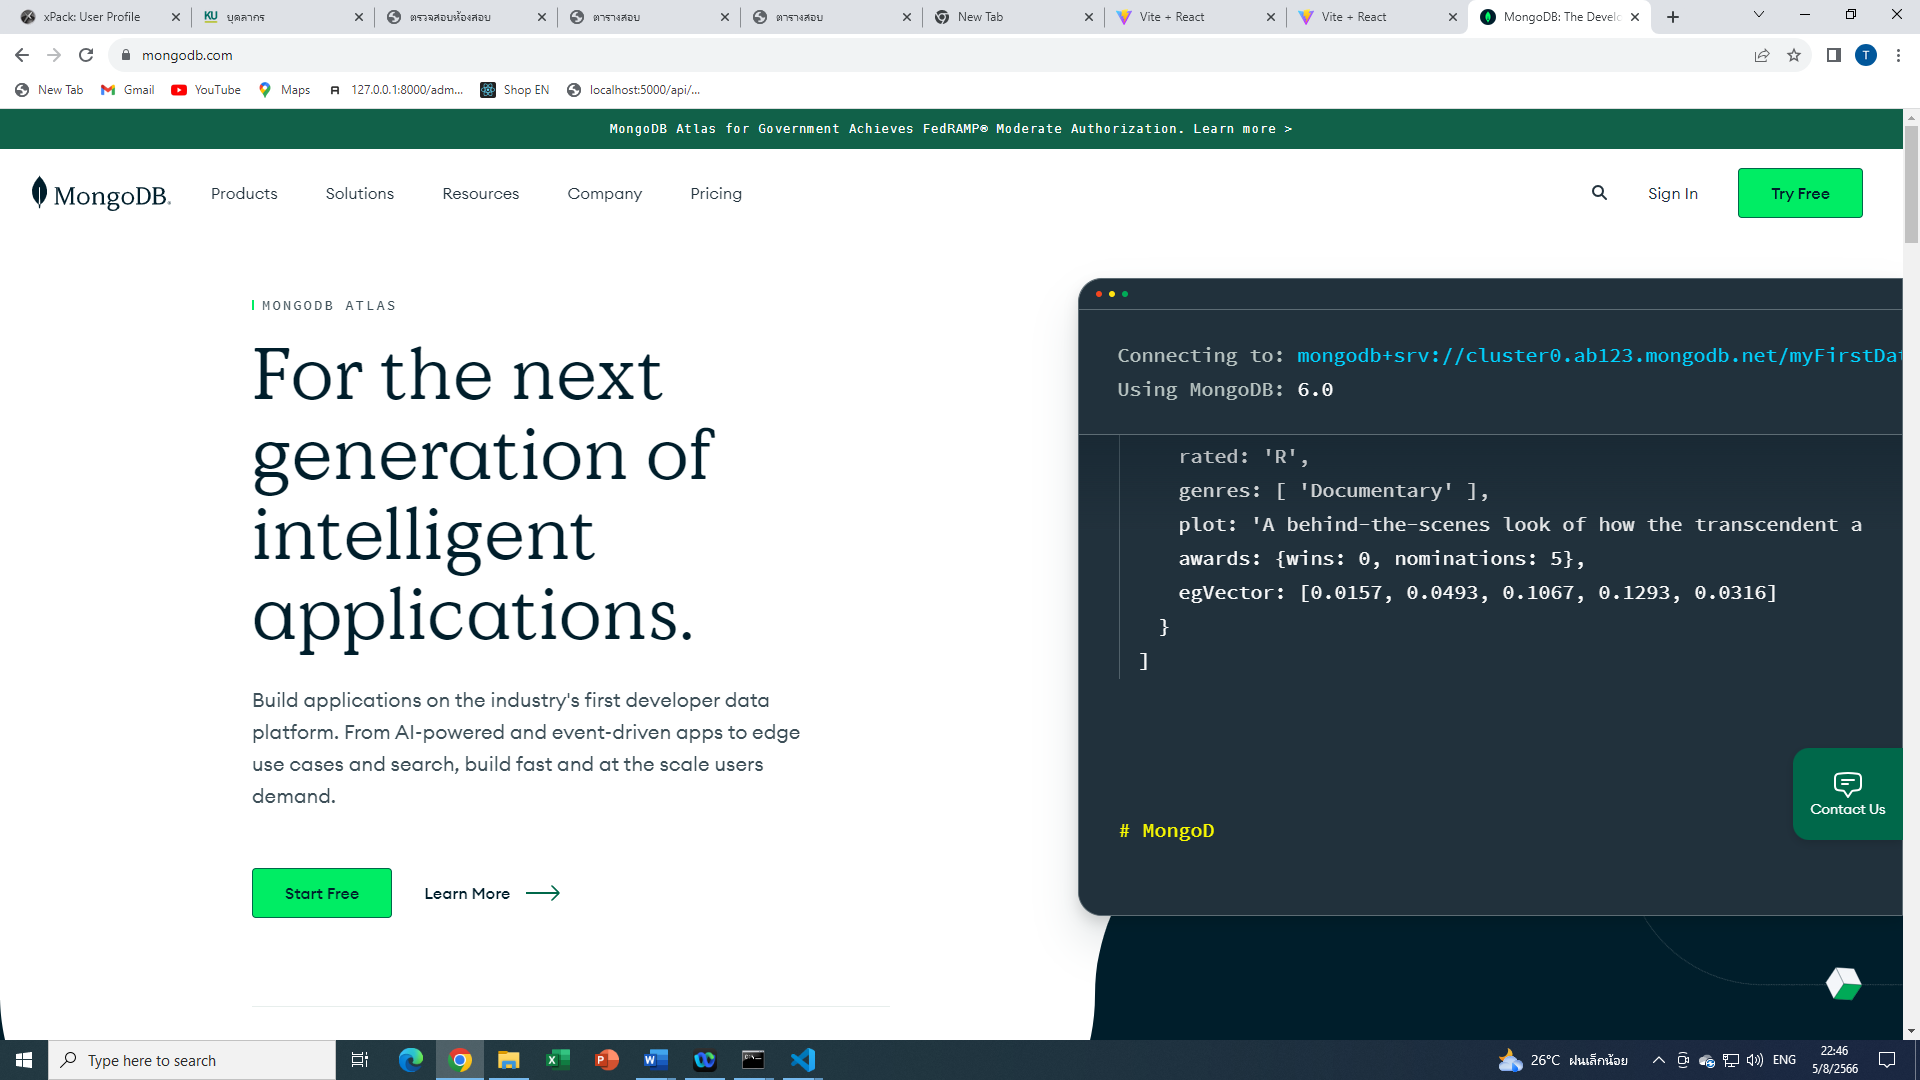 xPack: User Profile
KU บุคลากร
ตรวจสอบห้องสอบ
ตารางสอบ
ตารางสอบ
New Tab
Vite + React
Vite + React
MongoDB: The Develo
mongodb.com
T
New Tab
Gmail
YouTube
Maps
127.0.0.1:8000/adm...
Shop EN
localhost:5000/api/...
MongoDB Atlas for Government Achieves FedRAMP® Moderate Authorization. Learn more >
MongoDB.
Products
Solutions
Resources
Company
Pricing
Sign In
Try Free
MONGODB ATLAS
For the next
generation of
intelligent
applications.
Build applications on the industry's first developer data
platform. From AI-powered and event-driven apps to edge
use cases and search, build fast and at the scale users
demand.
Start Free
Learn More
Connecting to: mongodb+srv://cluster0.ab123.mongodb.net/myFirstDat
Using MongoDB: 6.0
rated: 'R',
genres: [ 'Documentary' ],
plot: 'A behind-the-scenes look of how the transcendent a
awards: {wins: 0, nominations: 5},
egVector: [0.0157, 0.0493, 0.1067, 0.1293, 0.0316]
}
]
# MongoD
Contact Us
Type here to search
26°C ฝนเล็กน้อย
ENG
22:46
5/8/2566